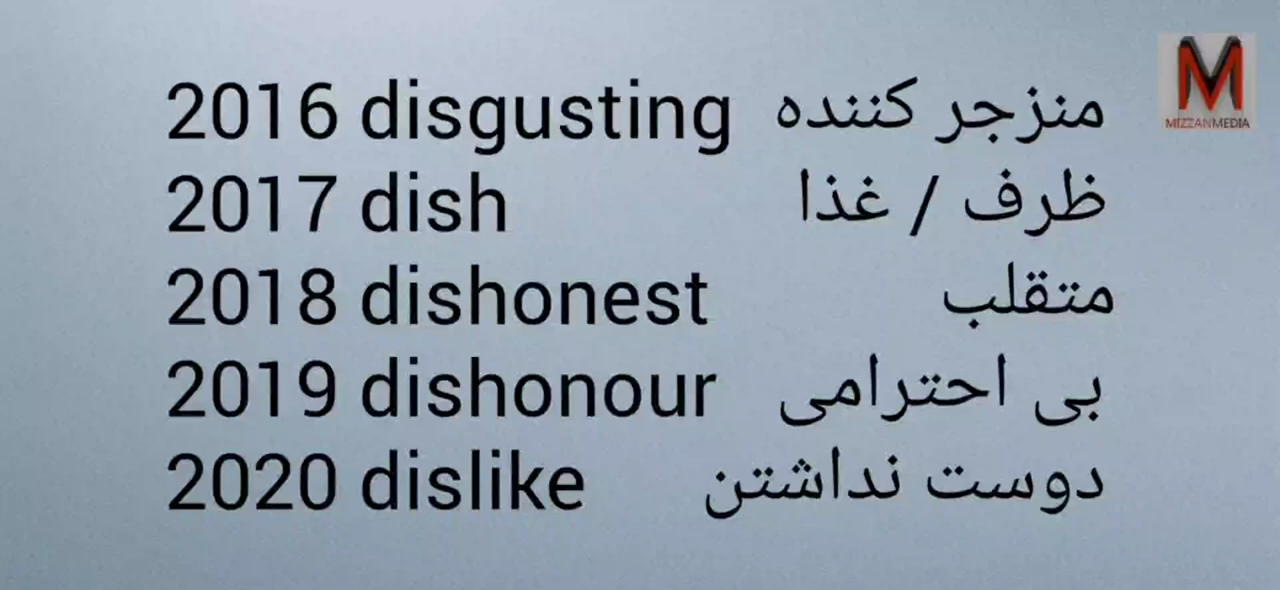 2016 disgusting منزجر کننده
2017 dish ظرف / غذا
2018 dishonest متقلب
2019 dishonour بی احترامی
2020 dislike دوست نداشتن
M
MIZZANMEDIA